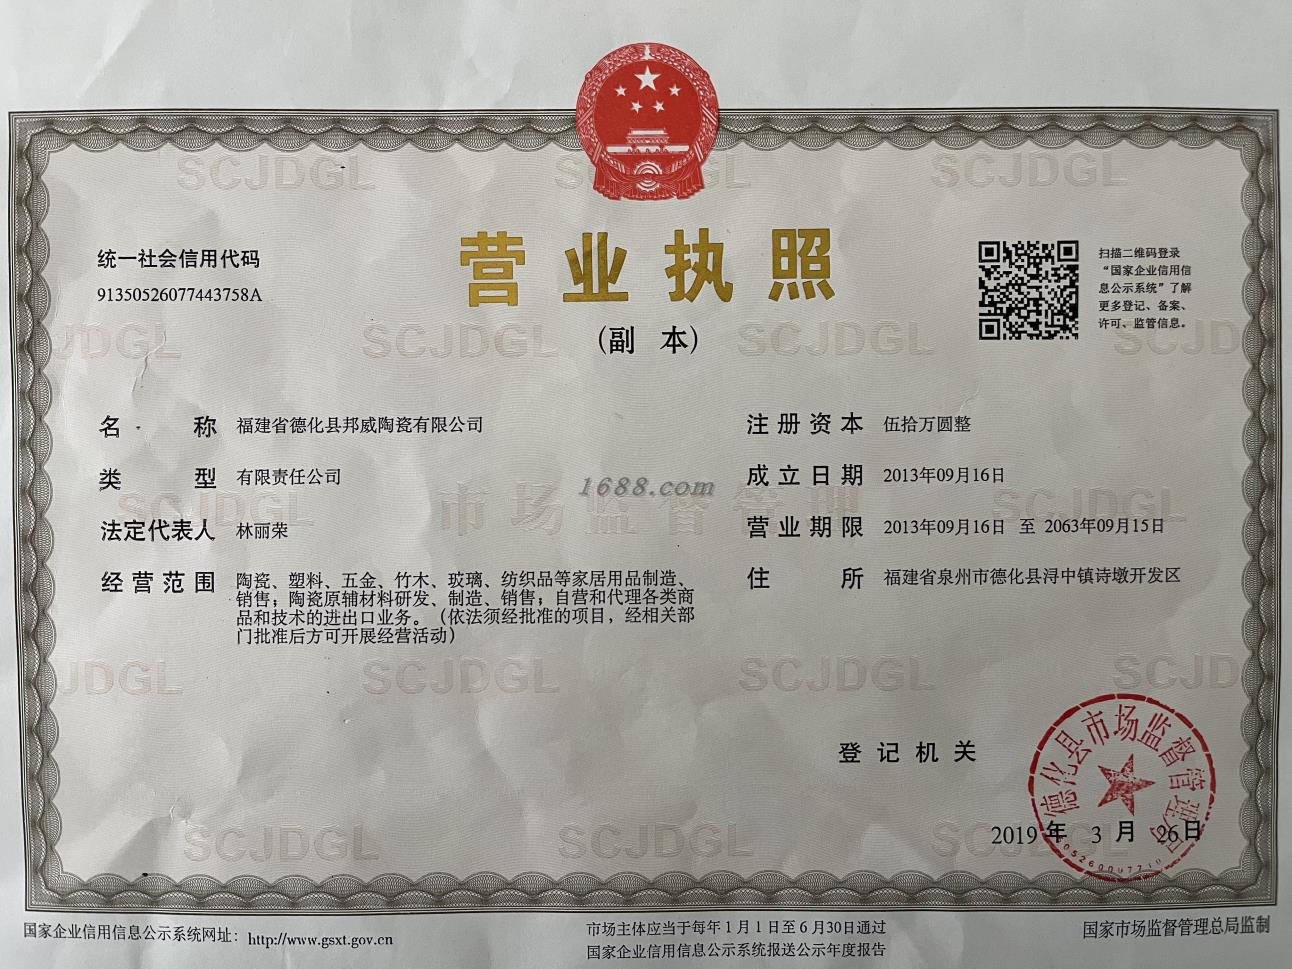 SCJDGL
统一社会信用代码
91350526077443758A
营业执照
(副 本)
扫描二维码登录
“国家企业信用信
息公示系统”了解
更多登记、备案、
许可、监管信息。
名 称 福建省德化县邦威陶瓷有限公司
类 型 有限责任公司
法定代表人 林丽荣
经营范围 陶瓷、塑料、五金、竹木、玻璃、纺织品等家居用品制造、
销售；陶瓷原辅材料研发、制造、销售；自营和代理各类商
品和技术的进出口业务。（依法须经批准的项目，经相关部
门批准后方可开展经营活动）
注册资本 伍拾万圆整
成立日期 2013年09月16日
营业期限 2013年09月16日 至 2063年09月15日
住 所 福建省泉州市德化县浔中镇诗墩开发区
1688.com
市场监督管理
登记机关
德化县市场监督管理局
2019 年 3 月 26 日
国家企业信用信息公示系统网址： http://www.gsxt.gov.cn
市场主体应当于每年1月1日至6月30日通过
国家企业信用信息公示系统报送公示年度报告
国家市场监督管理总局监制